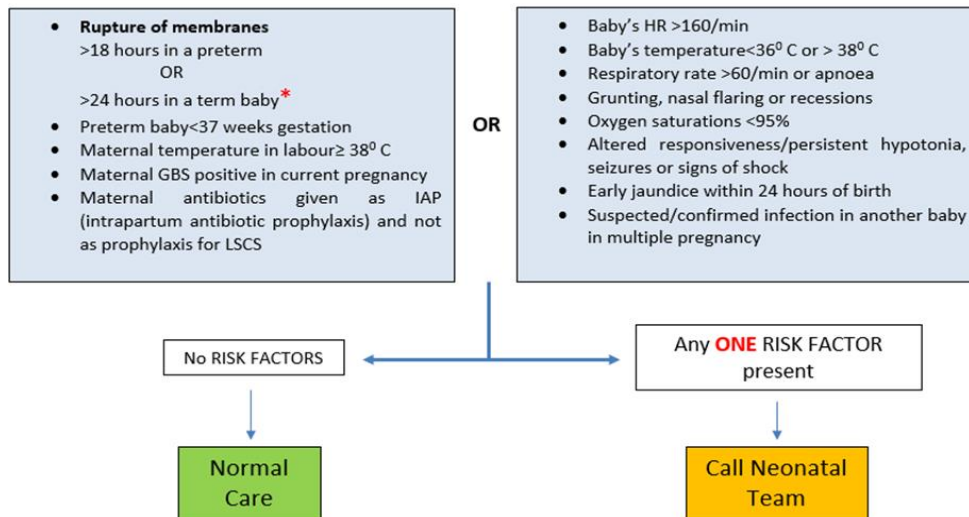 • Rupture of membranes
>18 hours in a preterm
OR
>24 hours in a term baby*
• Preterm baby<37 weeks gestation
• Maternal temperature in labour≥ 38⁰ C
• Maternal GBS positive in current pregnancy
• Maternal antibiotics given as IAP
(intrapartum antibiotic prophylaxis) and not
as prophylaxis for LSCS
OR
• Baby's HR >160/min
• Baby's temperature<36⁰ C or > 38⁰ C
• Respiratory rate >60/min or apnoea
• Grunting, nasal flaring or recessions
• Oxygen saturations <95%
• Altered responsiveness/persistent hypotonia,
seizures or signs of shock
• Early jaundice within 24 hours of birth
• Suspected/confirmed infection in another baby
in multiple pregnancy
No RISK FACTORS
Any ONE RISK FACTOR
present
Normal
Care
Call Neonatal
Team